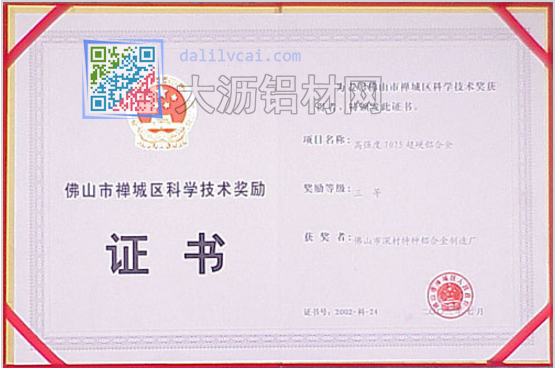 dalilvcai.com
大沥铝材网
为表彰佛山市禅城区科学技术奖获
得者，特颁发此证书。
佛山市禅城区科学技术奖励
证书
项目名称：高强度7075超硬铝合金
奖励等级：三等
获奖者：佛山市深村特种铝合金制造厂
证书号：2002-科-24
七月